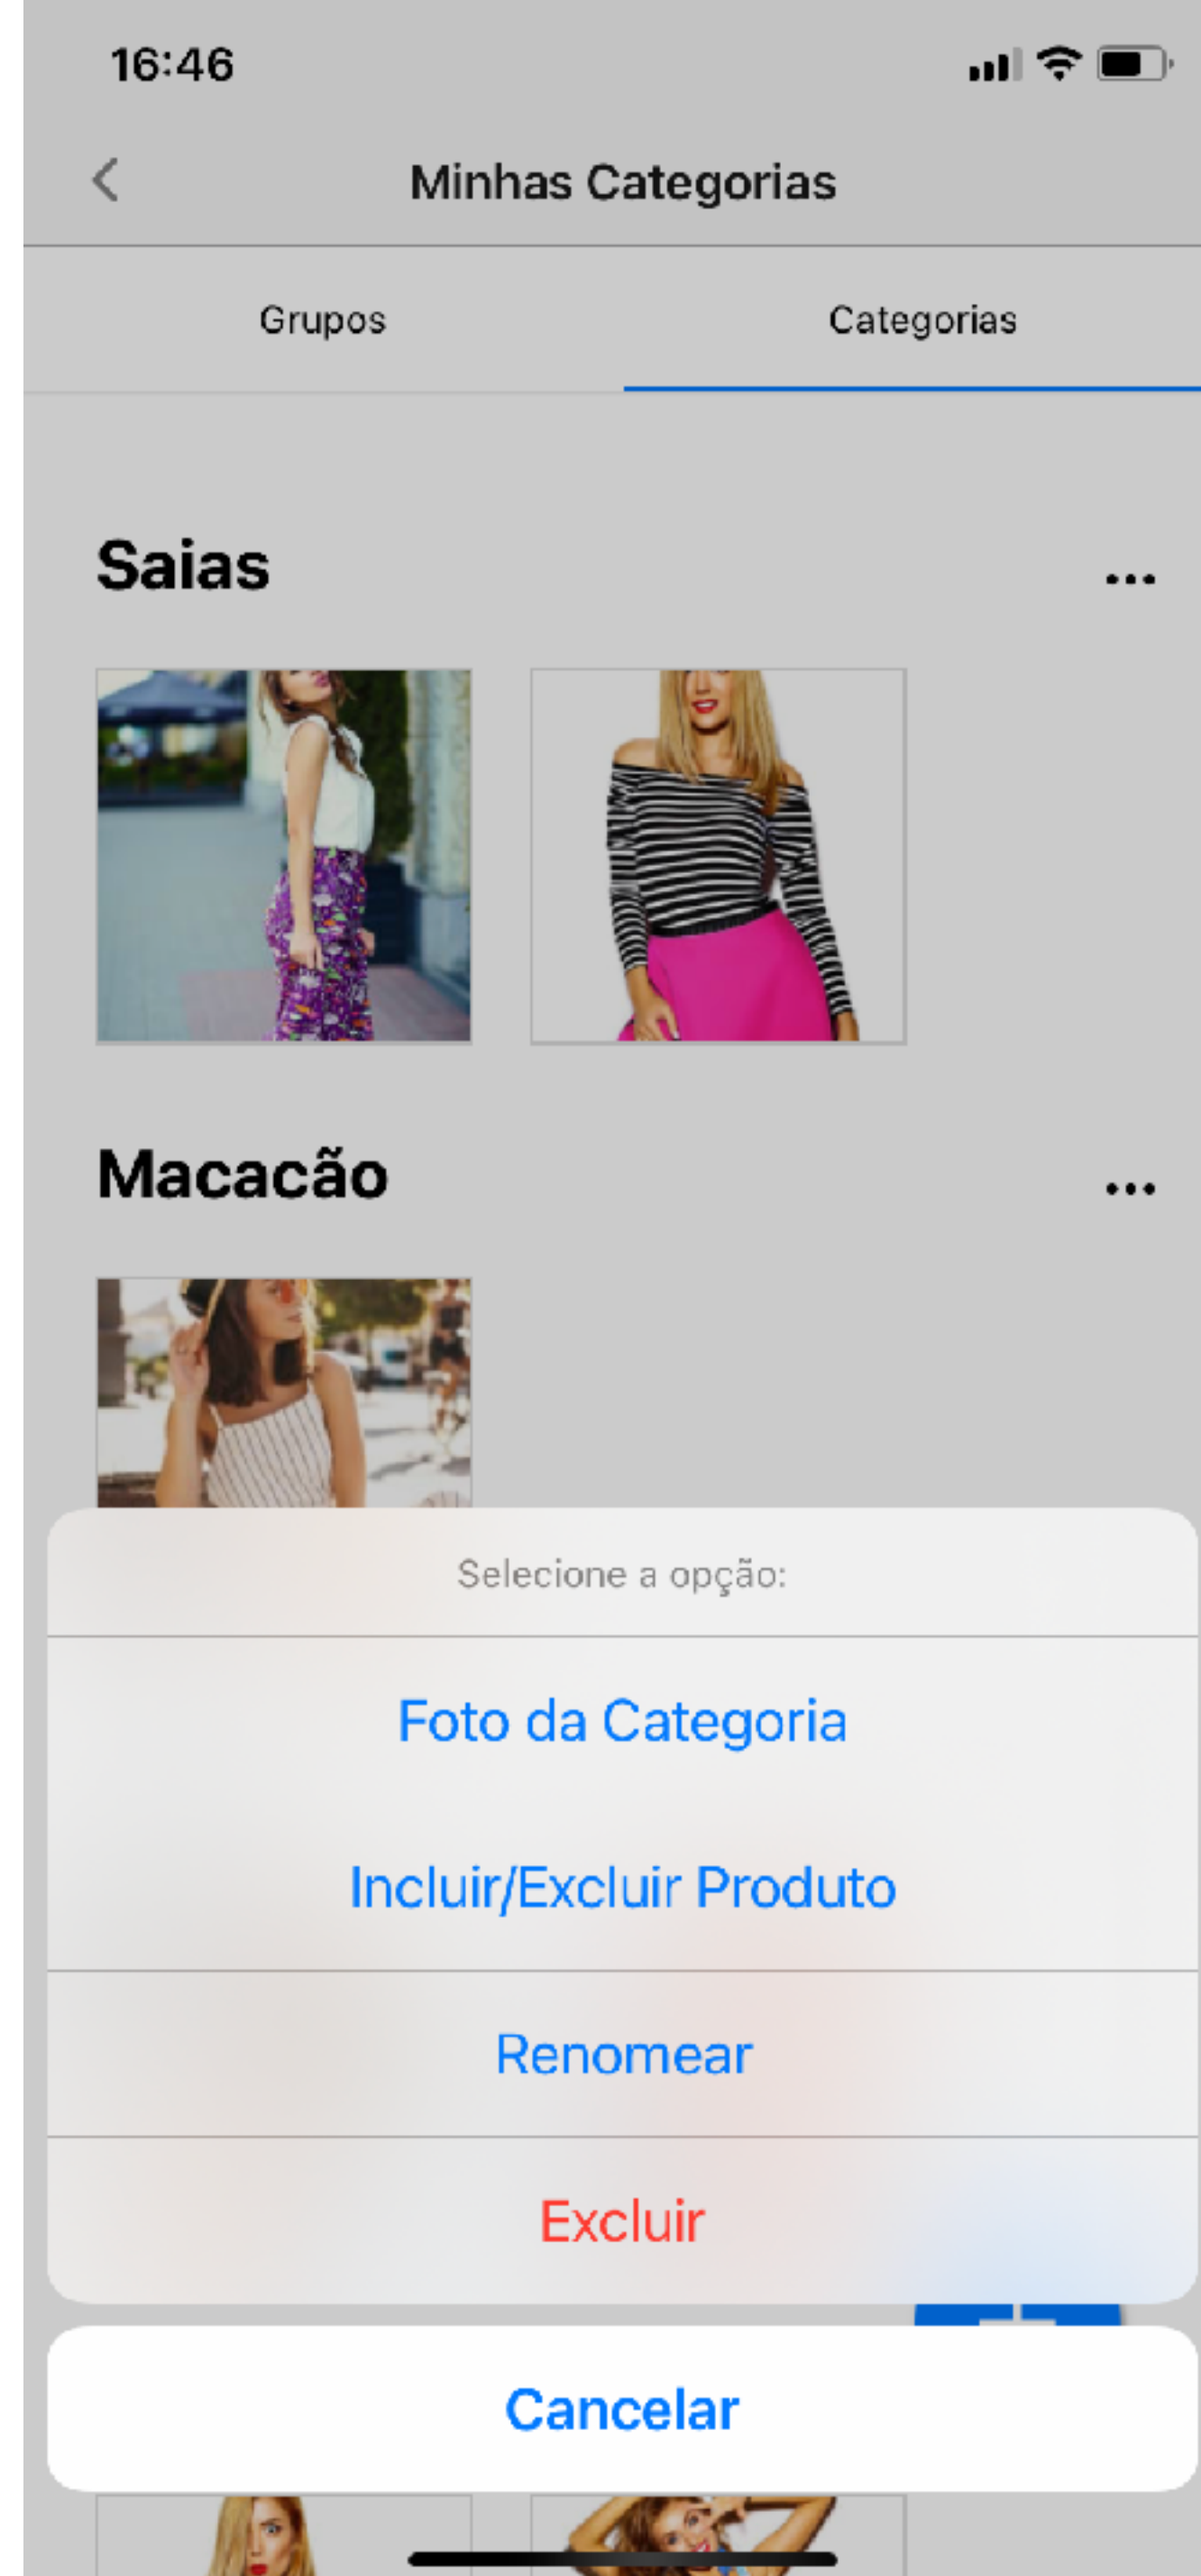 16:46
Minhas Categorias
Grupos
Categorias
Saias
Macacão
Selecione a opção:
Foto da Categoria
Incluir/Excluir Produto
Renomear
Excluir
Cancelar